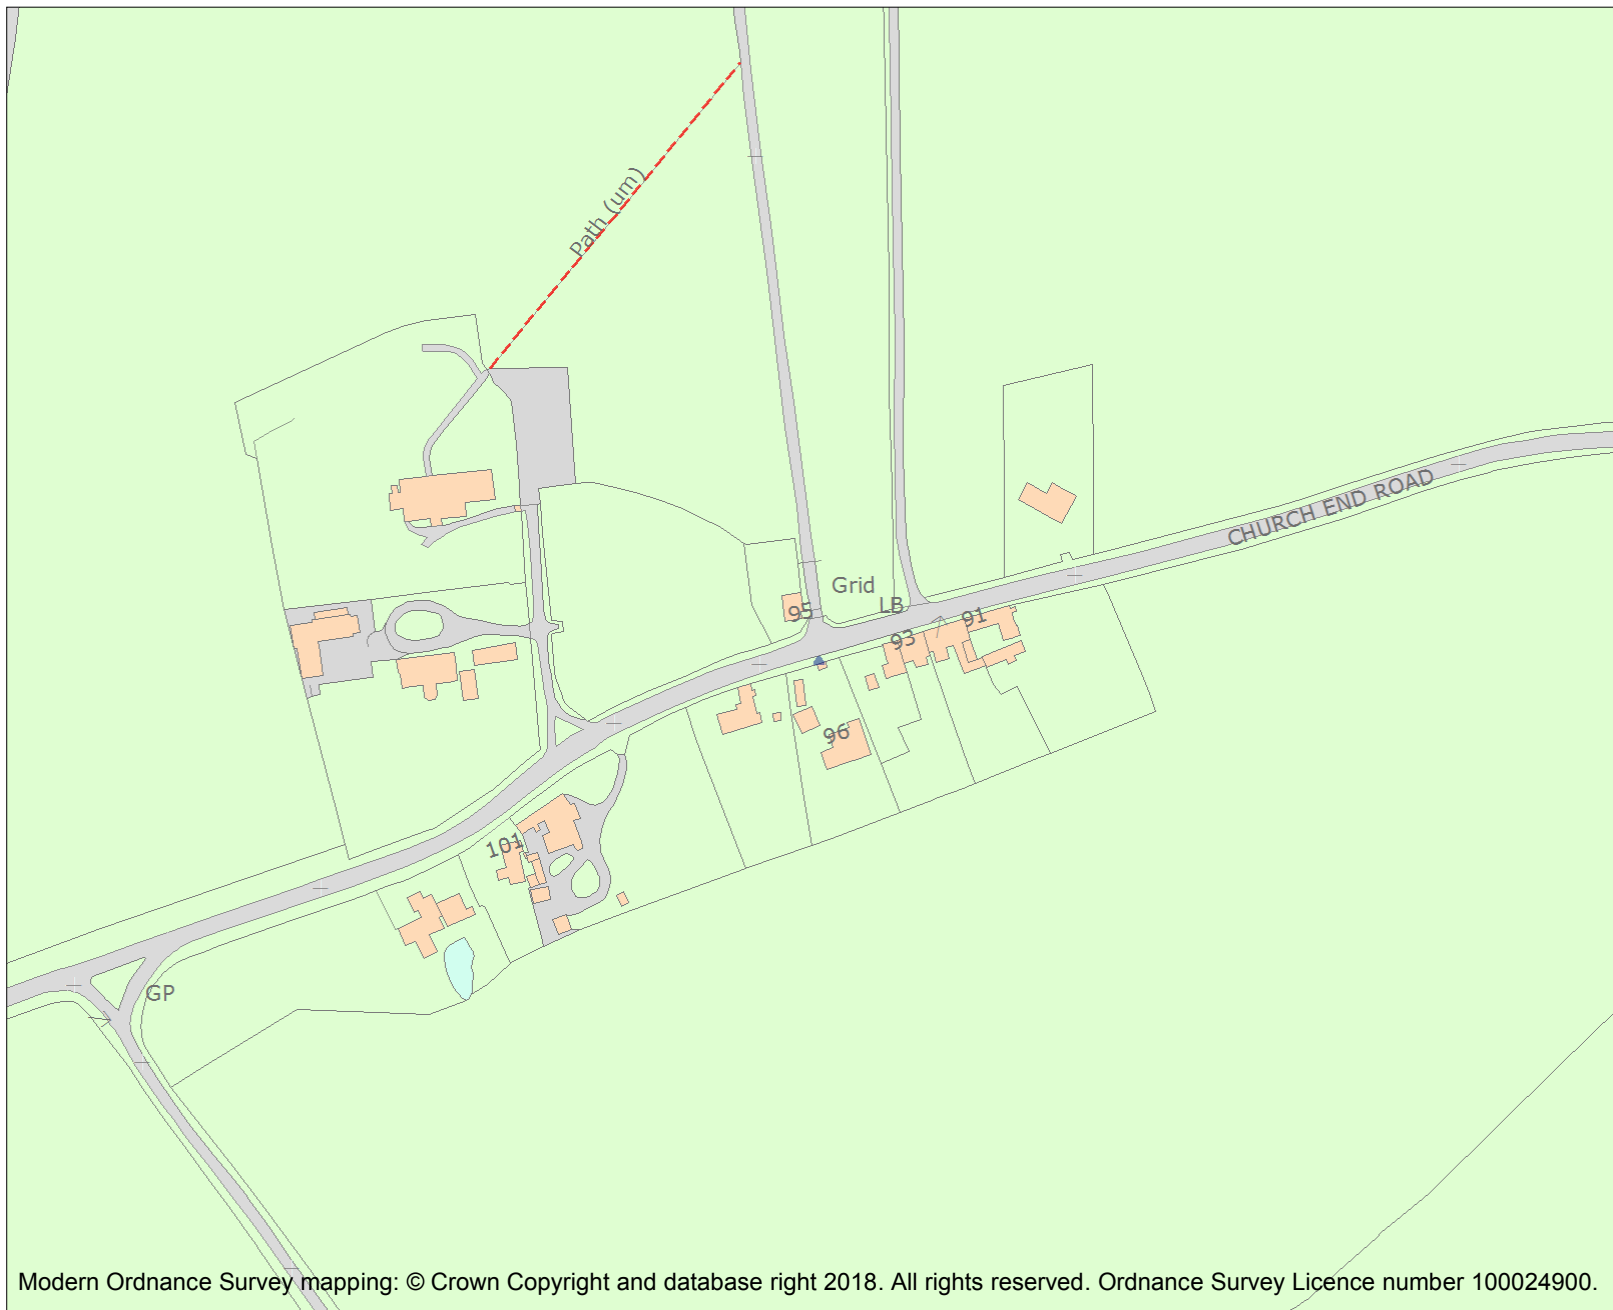 Path (um)
CHURCH END ROAD
Grid
LB
95
91
93
96
101
GP
Modern Ordnance Survey mapping: © Crown Copyright and database right 2018. All rights reserved. Ordnance Survey Licence number 100024900.